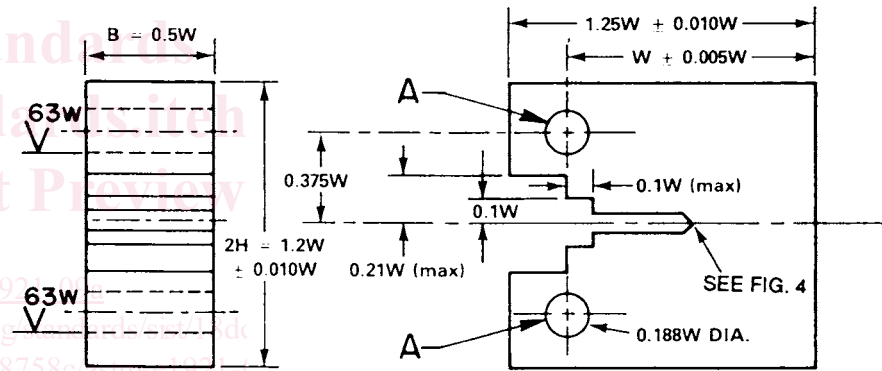 B = 0.5W
1.25W ± 0.010W
W ± 0.005W
A
63W
0.375W
0.1W
0.1W (max)
2H = 1.2W
± 0.010W
0.21W (max)
SEE FIG. 4
63W
A
0.188W DIA.
Preview